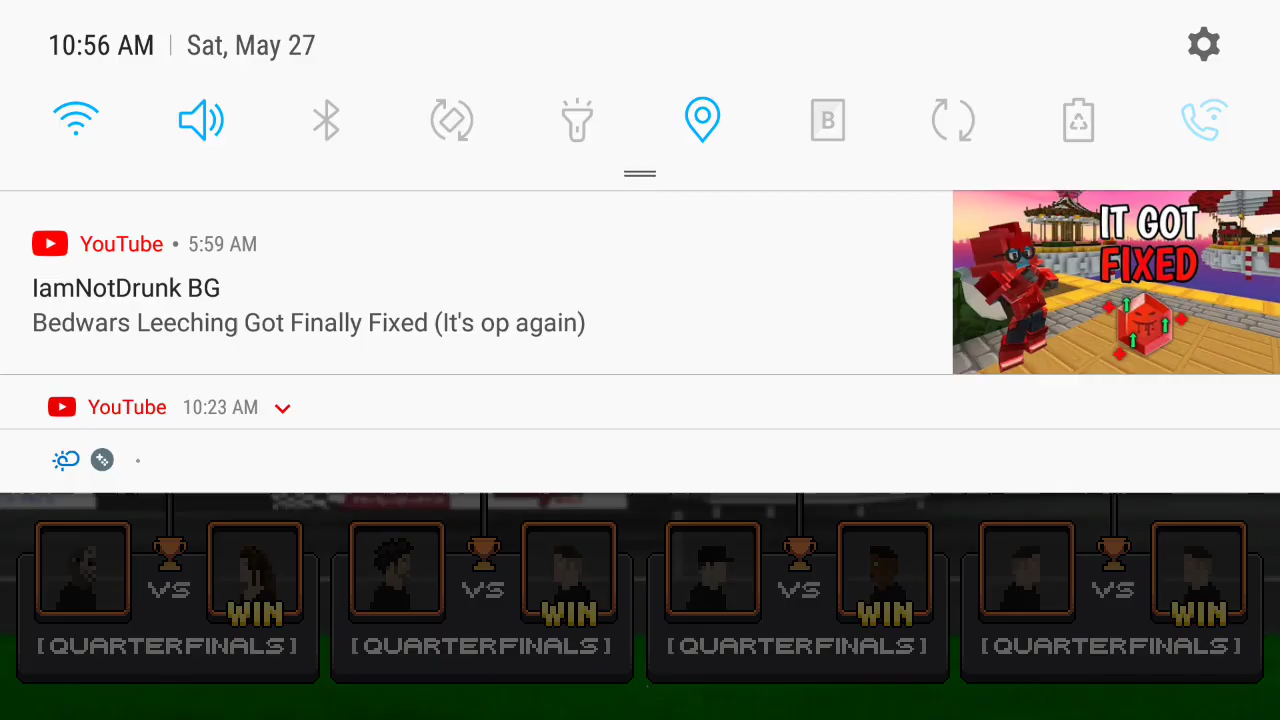 10:56 AM | Sat, May 27
B
YouTube • 5:59 AM
IamNotDrunk BG
Bedwars Leeching Got Finally Fixed (It's op again)
IT GOT
FIXED
YouTube 10:23 AM
VS WIN VS WIN VS WIN VS WIN
[QUARTERFINALS] [QUARTERFINALS] [QUARTERFINALS] [QUARTERFINALS]